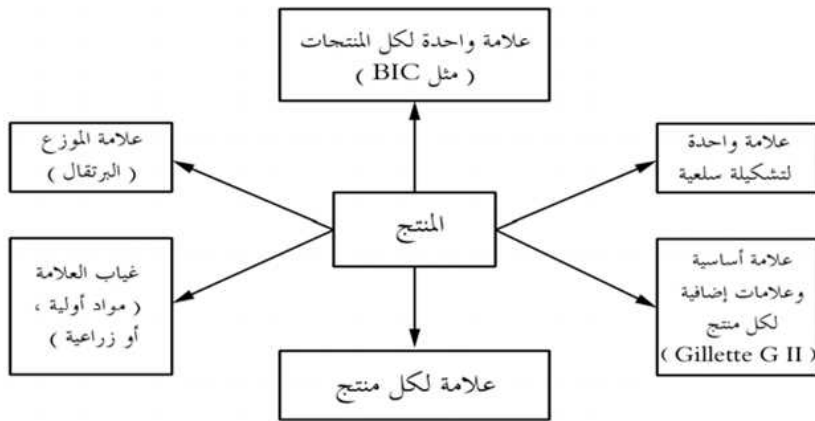 علامة واحدة لكل المنتجات
( مثل BIC )
علامة واحدة
لتشكيلة سلعية
علامة الموزع
( البرتقال )
المنتج
علامة أساسية
وعلامات إضافية
لكل منتج
( Gillette G II )
غياب العلامة
( مواد أولية ،
أو زراعية )
علامة لكل منتج